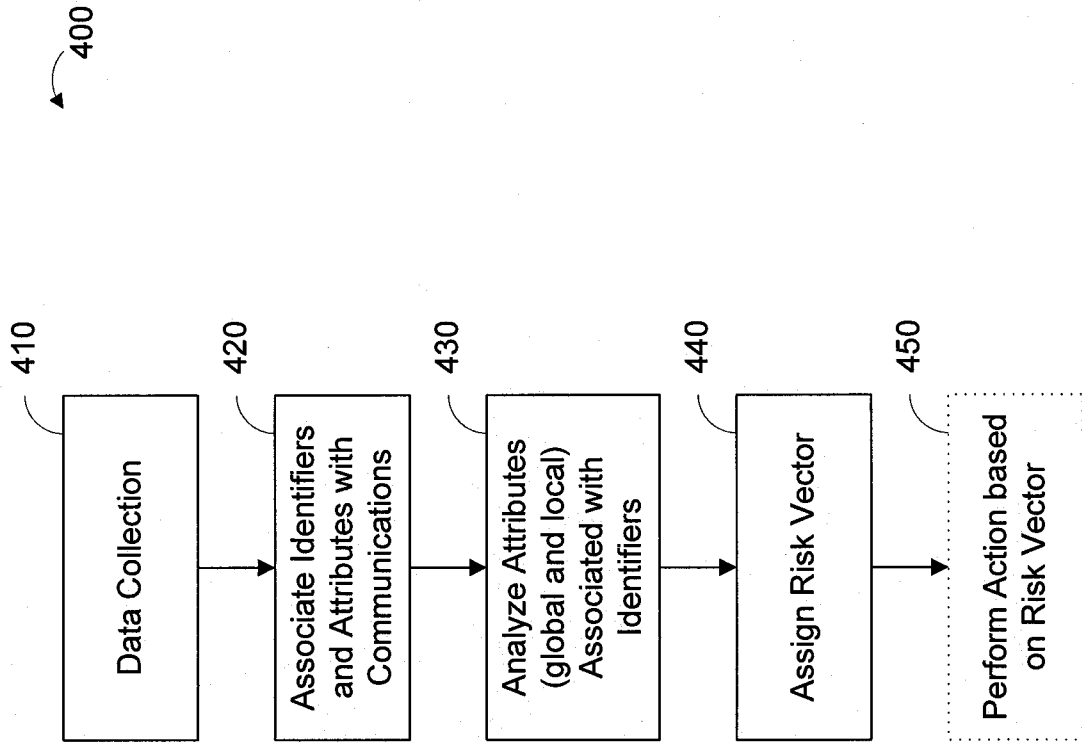 400
410
Data Collection
420
Associate Identifiers
and Attributes with
Communications
430
Analyze Attributes
(global and local)
Associated with
Identifiers
440
Assign Risk Vector
450
Perform Action based
on Risk Vector